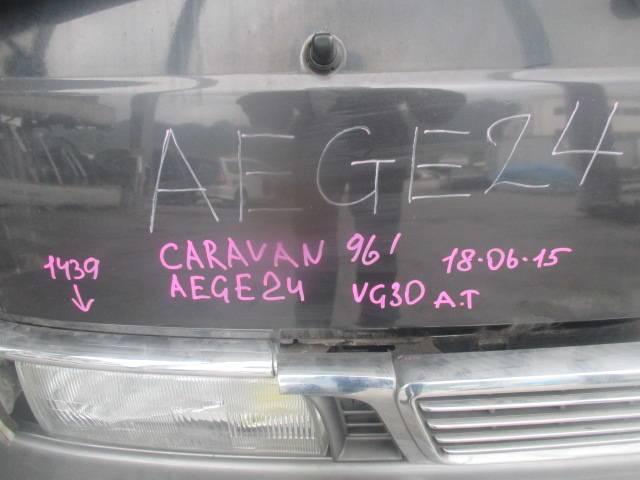 AEGE24
CARAVAN 96' 18.06.15
1439
AEGE24 VG30 A.T